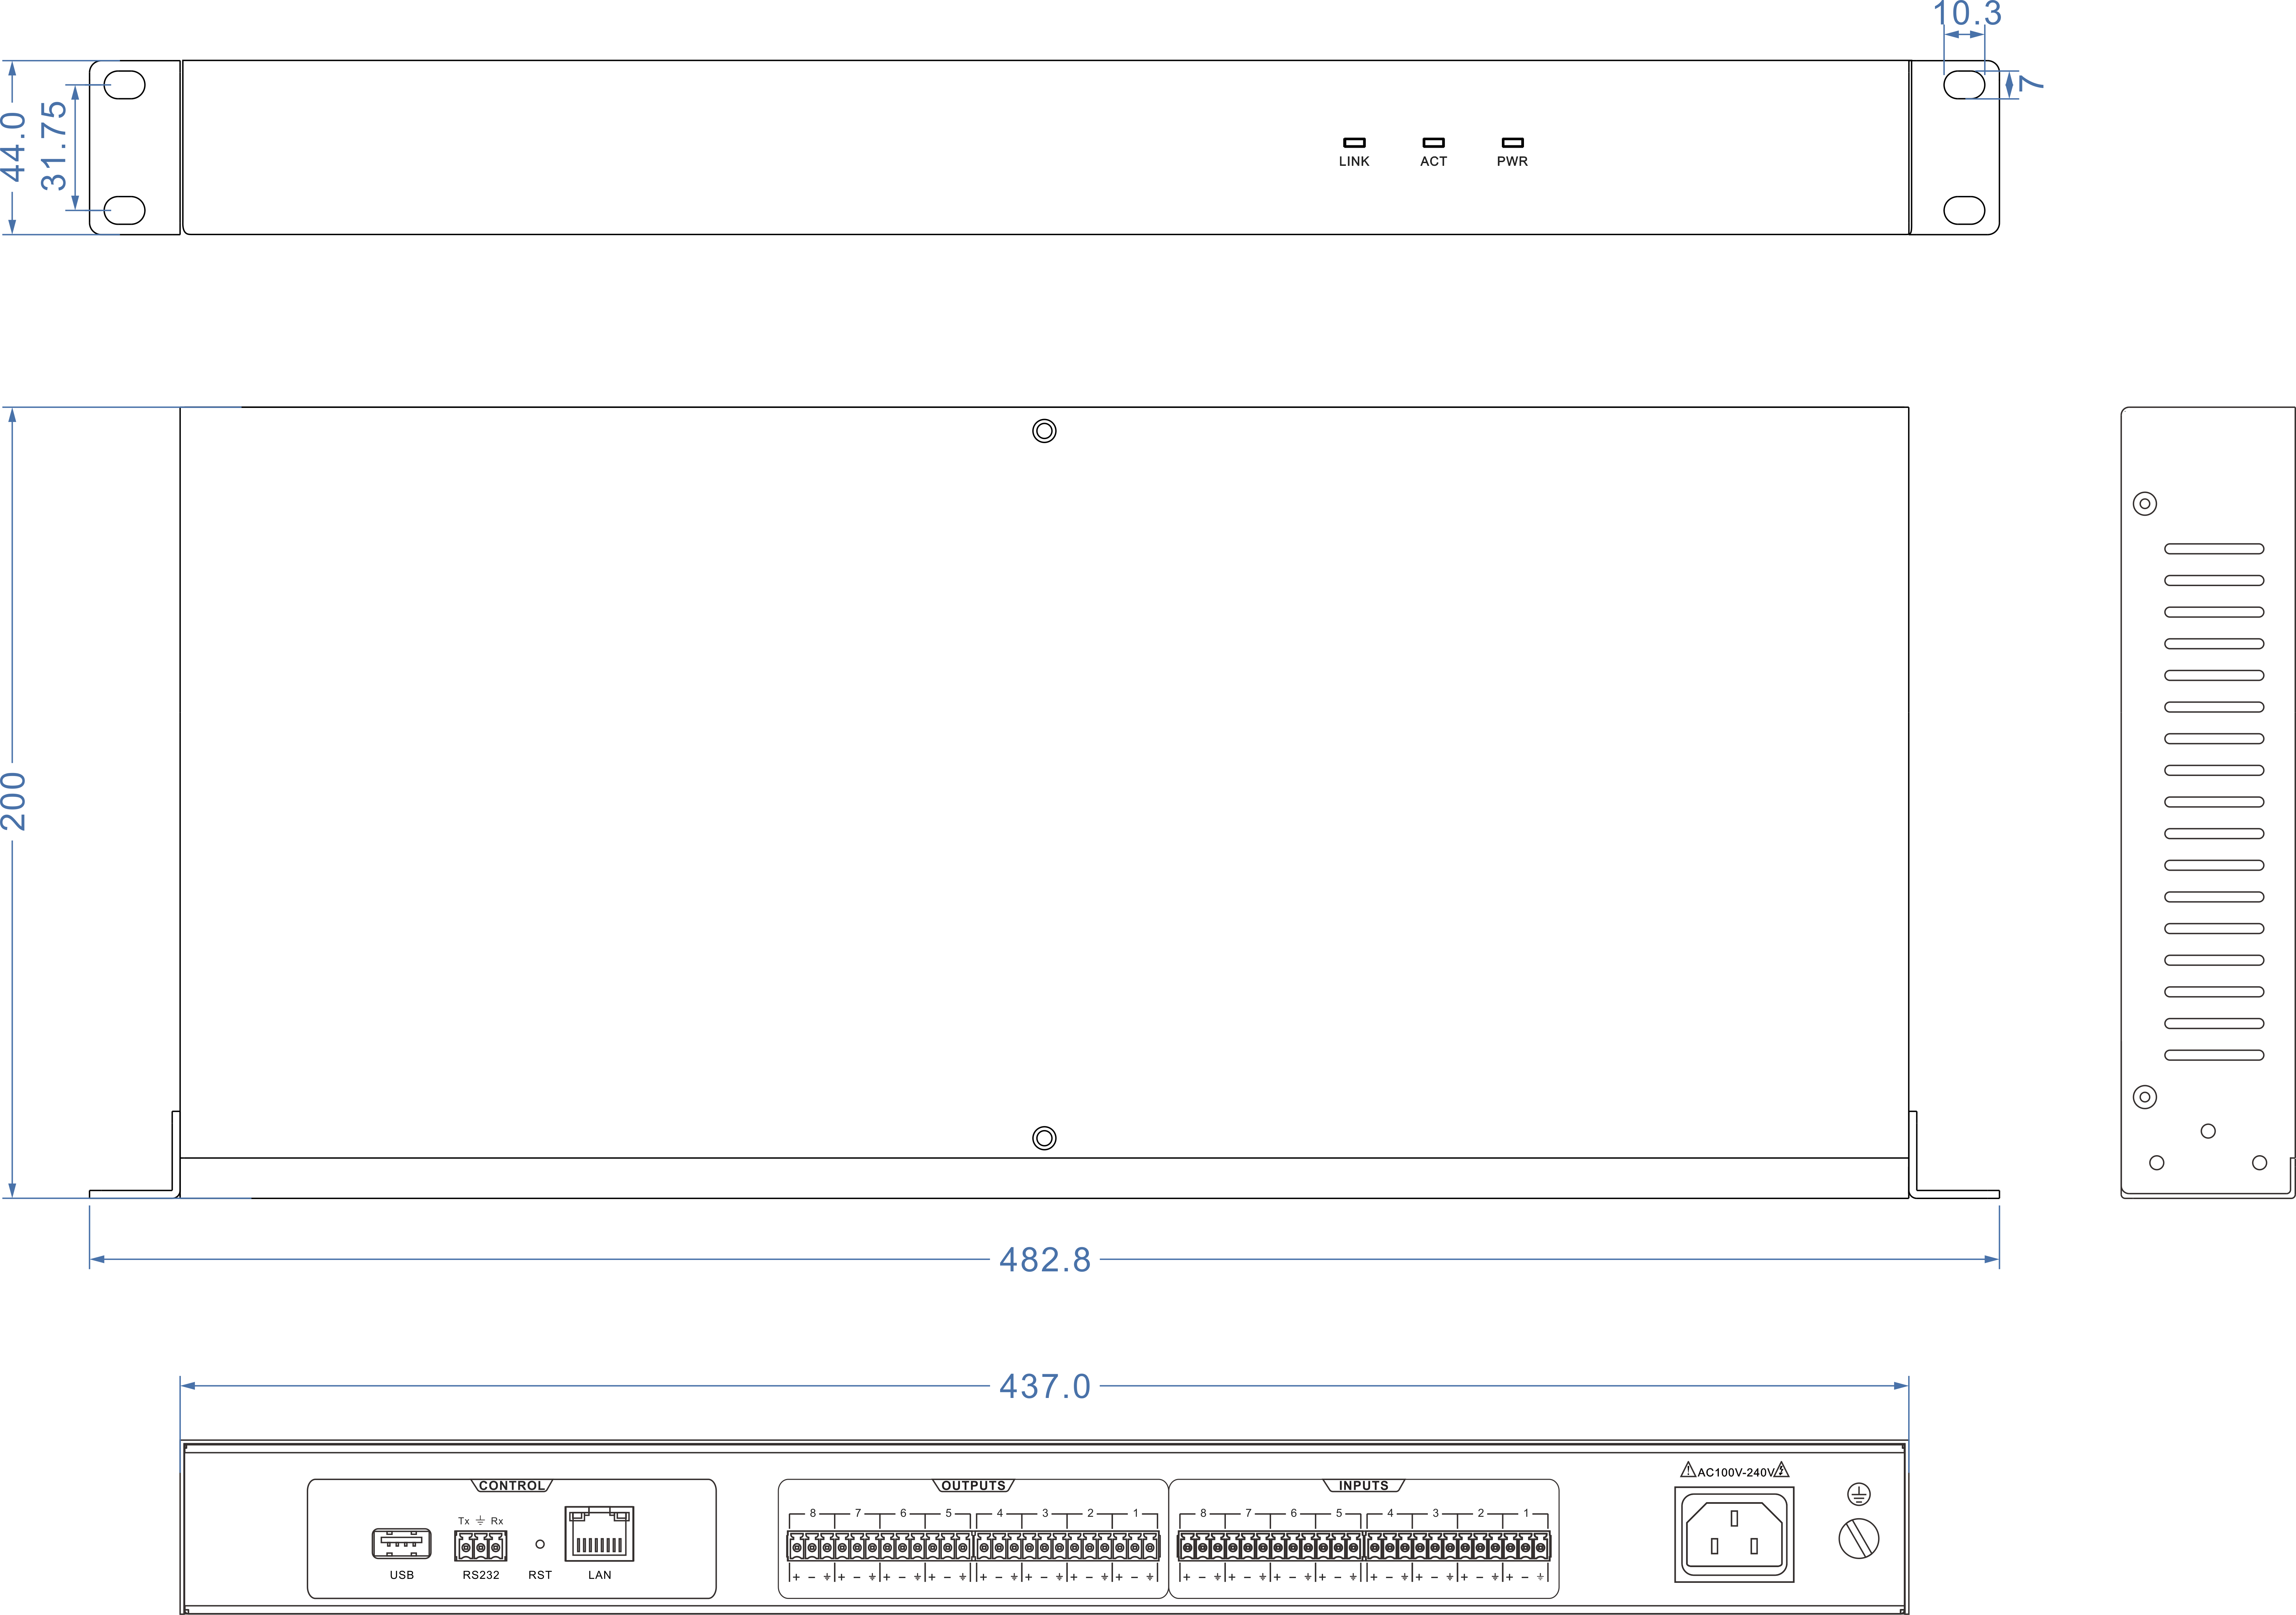 10.3
7
44.0
31.75
LINK ACT PWR
200
482.8
437.0
CONTROL
OUTPUTS
INPUTS
AC100V-240V
Tx Rx
8 7 6 5 4 3 2 1
8 7 6 5 4 3 2 1
USB RS232 RST LAN
+ − + − + − + − + − + − + − + −
+ − + − + − + − + − + − + − + −